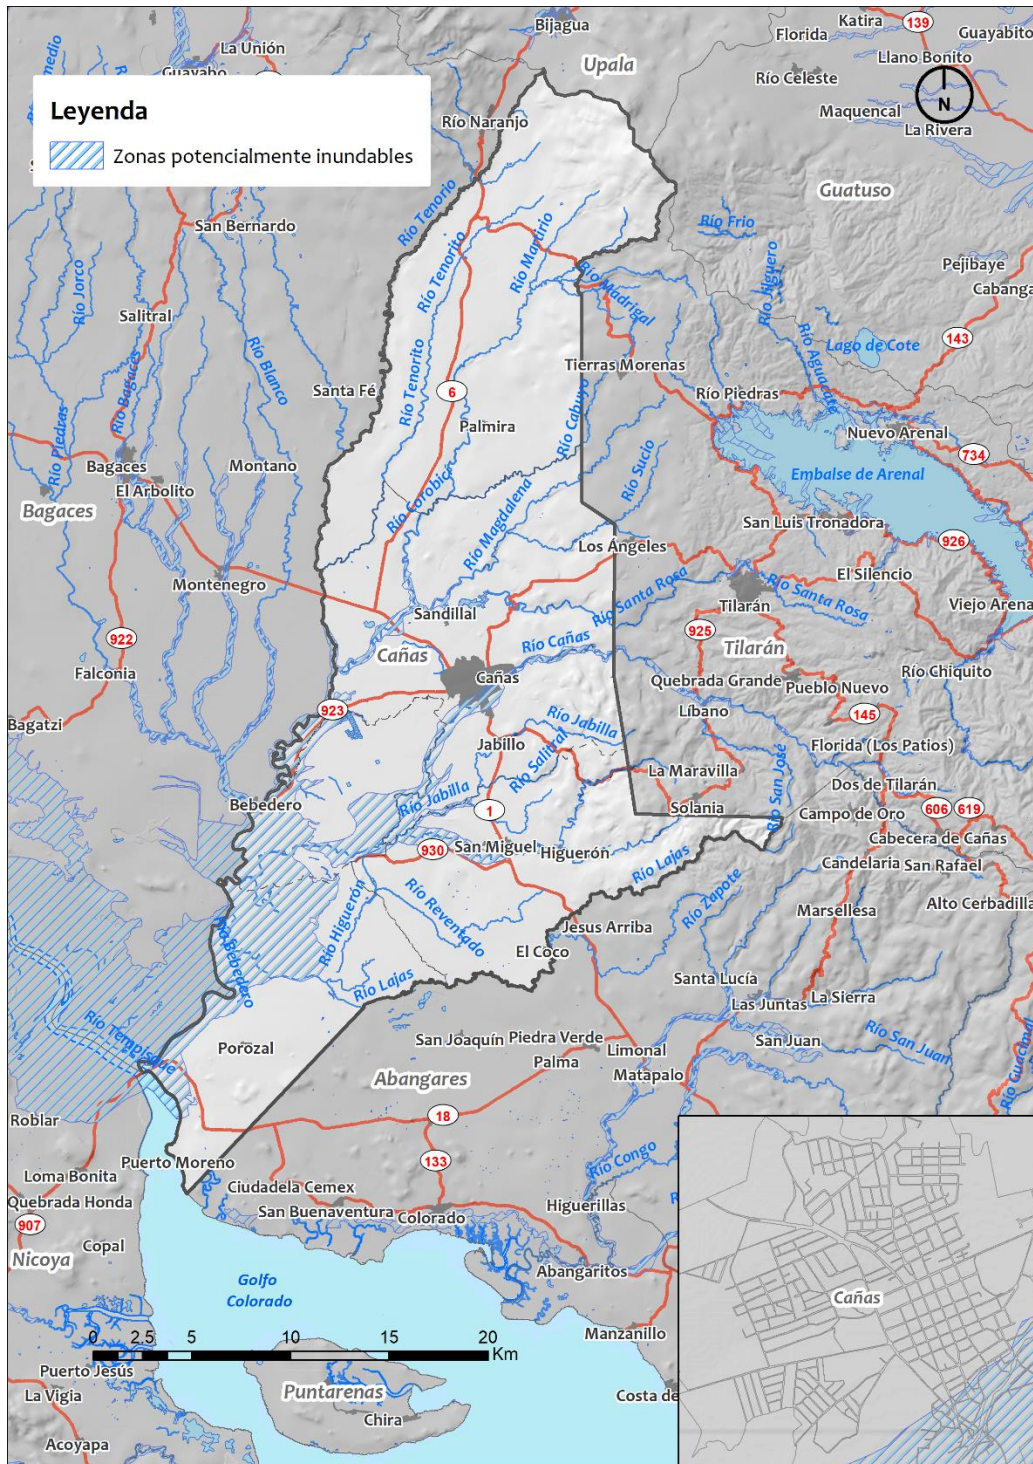 Bijagua
Katira
139
Guayabito
Florida
La Unión
Guayabo
Upala
Llano Bonito
Río Celeste
N
Maquencal
La Rivera
Leyenda
Zonas potencialmente inundables
Río Naranjo
Guatuso
Río Tenorio
San Bernardo
Río Frio
Río Tenorito
Río Martirio
Río Jorco
Río Madrigal
Río Jilguero
Pejibaye
Cabanga
Salitral
143
Lago de Cote
Río Aguacate
Río Bagaces
Río Blanco
Tierras Morenas
Santa Fé
6
Río Tenorito
Río Piedras
Río Piedras
Palmira
Río Cabuyo
Nuevo Arenal
734
Bagaces
Montano
El Arbolito
Río Sucio
Embalse de Arenal
Bagaces
Río Corobicí
Río Magdalena
San Luis Tronadora
926
Los Ángeles
El Silencio
Montenegro
Sandillal
Río Santa Rosa
Tilarán
Río Santa Rosa
Viejo Arenal
922
925
Río Cañas
Cañas
Tilarán
Falconia
Cañas
Quebrada Grande
Pueblo Nuevo
Río Chiquito
923
Líbano
145
Bagatzi
Río Jabilla
Jabillo
Florida (Los Patios)
Río Salitral
Río San José
La Maravilla
Dos de Tilarán
Bebedero
Río Jabilla
1
Solania
Campo de Oro
606
619
Cabecera de Cañas
930
San Miguel
Higuerón
Río Lajas
Candelaria
San Rafael
Río Higuerón
Río Zapote
Marsellesa
Alto Cerbadilla
Río Reventado
Jesus Arriba
Río Bebedero
El Coco
Río Lajas
Santa Lucía
Las Juntas
La Sierra
Río Tempisque
Porozal
San Joaquín
Piedra Verde
Limonal
San Juan
Río San Juan
Palma
Matapalo
Abangares
Río Guacimal
Roblar
18
Puerto Moreno
133
Río Congo
Loma Bonita
Ciudadela Cemex
Quebrada Honda
San Buenaventura
Colorado
Higuerillas
907
Copal
Nicoya
Abangaritos
Golfo
Colorado
Cañas
Manzanillo
0 2.5 5 10 15 20
Km
Puerto Jesús
La Vigia
Puntarenas
Costa de
Chira
Acoyapa